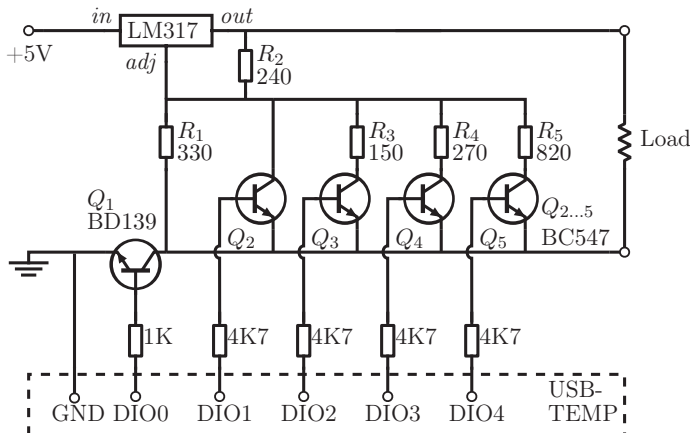 in LM317 out
+5V
adj
R2
240
R1
330
R3
150
R4
270
R5
820
Load
Q1
BD139
Q2 Q3 Q4 Q5
Q2...5
BC547
1K 4K7 4K7 4K7 4K7
GND DIO0 DIO1 DIO2 DIO3 DIO4
USB-
TEMP